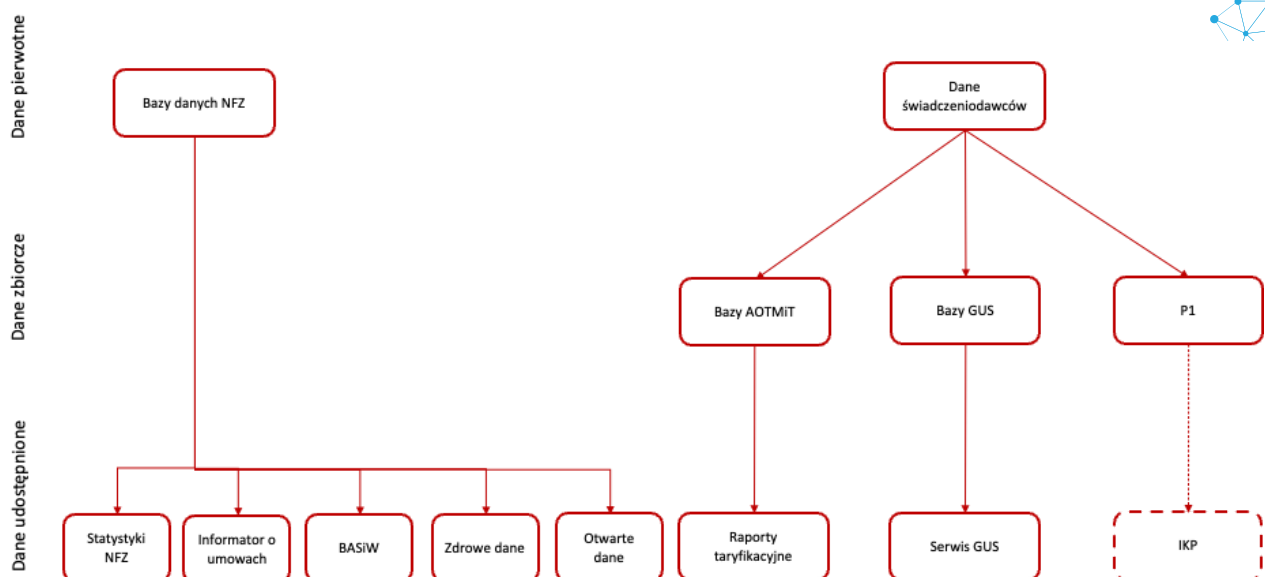 Dane pierwotne
Bazy danych NFZ
Dane
świadczeniodawców
Dane zbiorcze
Bazy AOTMiT
Bazy GUS
P1
Dane udostępnione
Statystyki
NFZ
Informator o
umowach
BASiW
Zdrowe dane
Otwarte
dane
Raporty
taryfikacyjne
Serwis GUS
IKP